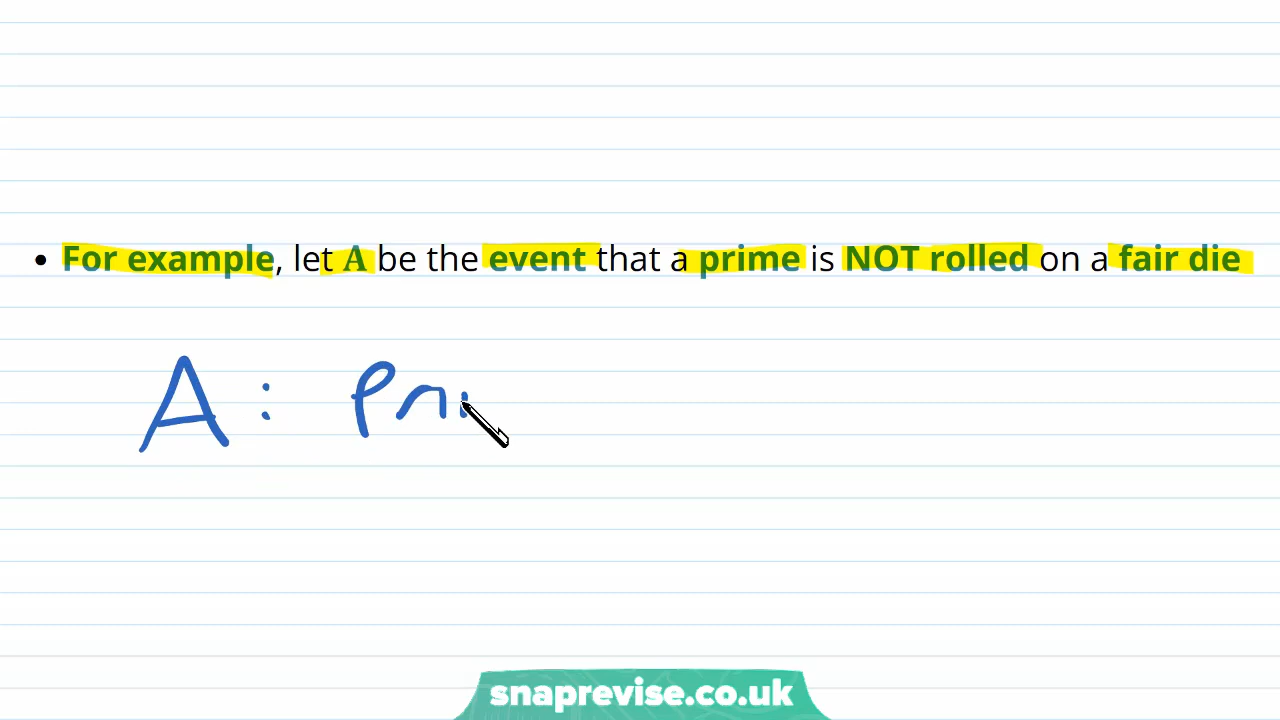 • For example, let A be the event that a prime is NOT rolled on a fair die
A: Pri
snaprevise.co.uk